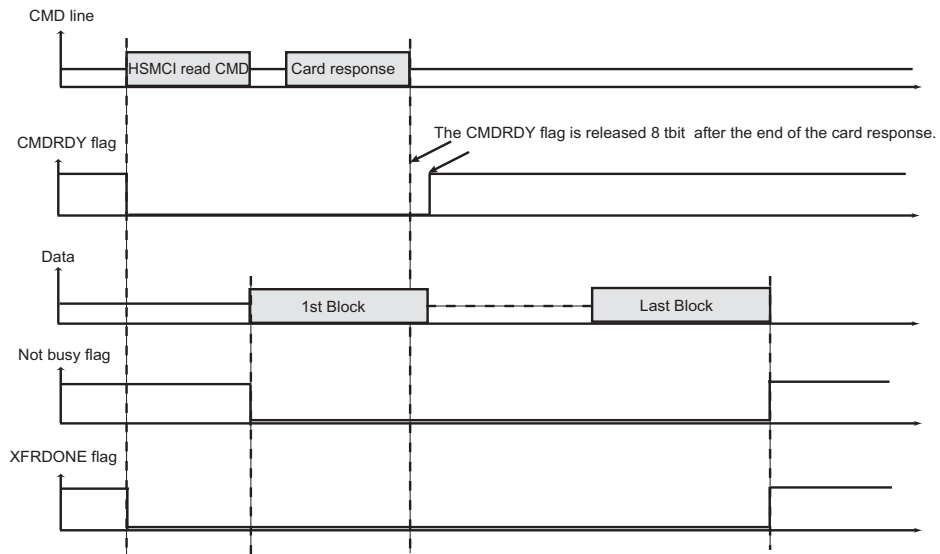 CMD line
HSMCI read CMD
Card response
The CMDRDY flag is released 8 tbit after the end of the card response.
CMDRDY flag
Data
1st Block
Last Block
Not busy flag
XFRDONE flag